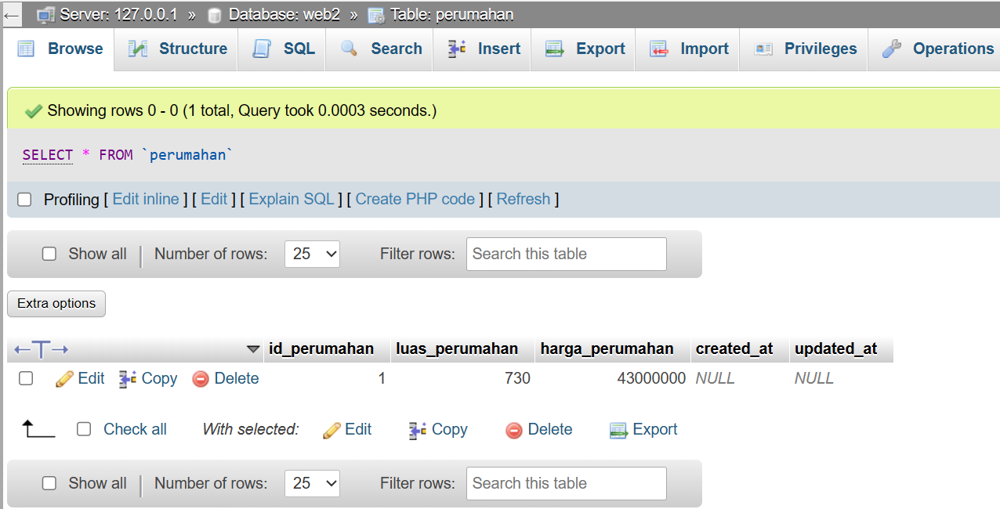 Server: 127.0.0.1 » Database: web2 » Table: perumahan
Browse Structure SQL Search Insert Export Import Privileges Operations
Showing rows 0 - 0 (1 total, Query took 0.0003 seconds.)
SELECT * FROM `perumahan`
Profiling [ Edit inline ] [ Edit ] [ Explain SQL ] [ Create PHP code ] [ Refresh ]
Show all | Number of rows: 25 Filter rows: Search this table
Extra options
←T→ id_perumahan luas_perumahan harga_perumahan created_at updated_at
Edit Copy Delete 1 730 43000000 NULL NULL
Check all With selected: Edit Copy Delete Export
Show all | Number of rows: 25 Filter rows: Search this table